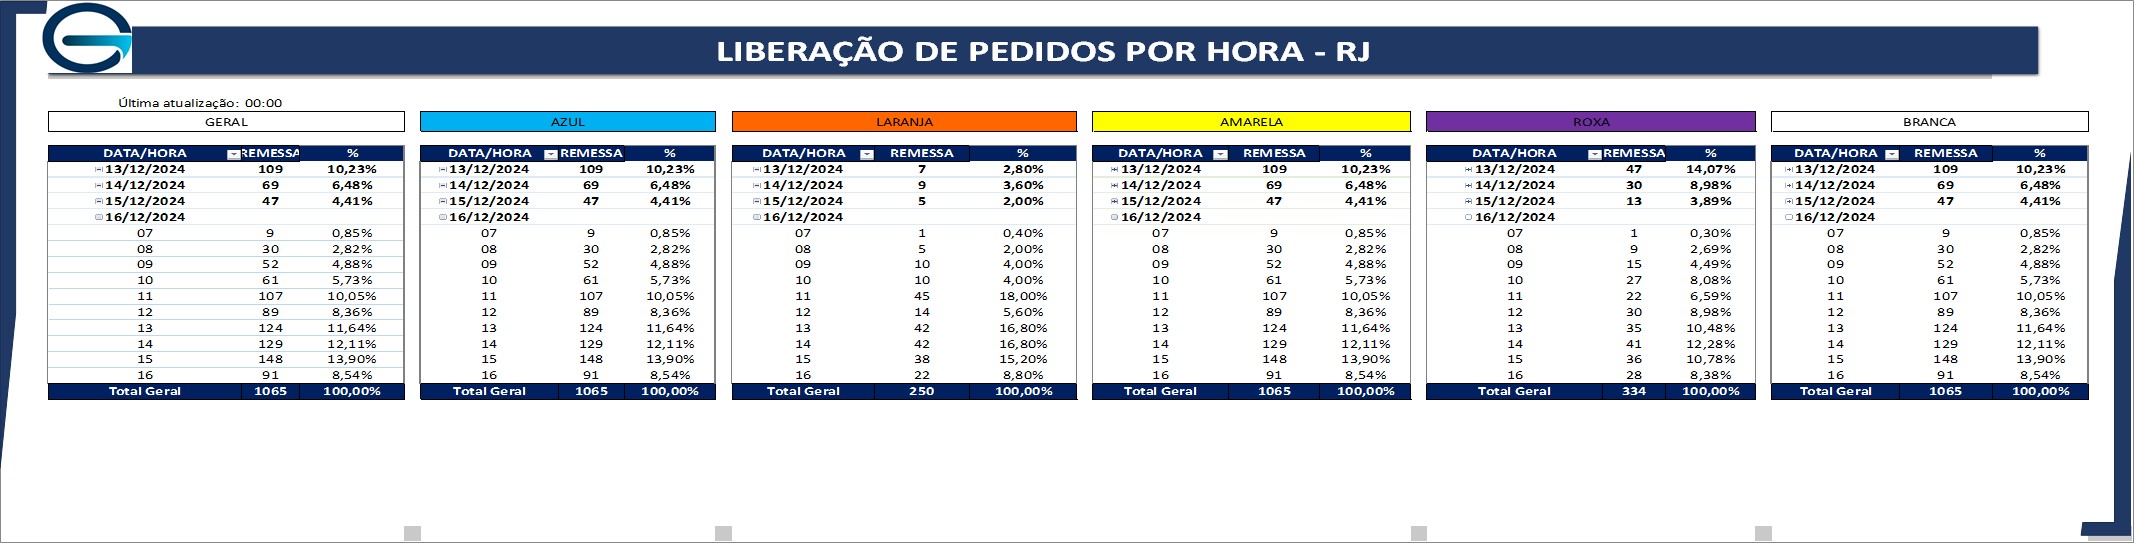 LIBERAÇÃO DE PEDIDOS POR HORA - RJ
Última atualização: 00:00
GERAL AZUL LARANJA AMARELA ROXA BRANCA
DATA/HORA REMESSA % DATA/HORA REMESSA % DATA/HORA REMESSA % DATA/HORA REMESSA % DATA/HORA REMESSA % DATA/HORA REMESSA %
13/12/2024 109 10,23% 13/12/2024 109 10,23% 13/12/2024 7 2,80% 13/12/2024 109 10,23% 13/12/2024 47 14,07% 13/12/2024 109 10,23%
14/12/2024 69 6,48% 14/12/2024 69 6,48% 14/12/2024 9 3,60% 14/12/2024 69 6,48% 14/12/2024 30 8,98% 14/12/2024 69 6,48%
15/12/2024 47 4,41% 15/12/2024 47 4,41% 15/12/2024 5 2,00% 15/12/2024 47 4,41% 15/12/2024 13 3,89% 15/12/2024 47 4,41%
16/12/2024 16/12/2024 16/12/2024 16/12/2024 16/12/2024 16/12/2024
07 9 0,85% 07 9 0,85% 07 1 0,40% 07 9 0,85% 07 1 0,30% 07 9 0,85%
08 30 2,82% 08 30 2,82% 08 5 2,00% 08 30 2,82% 08 9 2,69% 08 30 2,82%
09 52 4,88% 09 52 4,88% 09 10 4,00% 09 52 4,88% 09 15 4,49% 09 52 4,88%
10 61 5,73% 10 61 5,73% 10 10 4,00% 10 61 5,73% 10 27 8,08% 10 61 5,73%
11 107 10,05% 11 107 10,05% 11 45 18,00% 11 107 10,05% 11 22 6,59% 11 107 10,05%
12 89 8,36% 12 89 8,36% 12 14 5,60% 12 89 8,36% 12 30 8,98% 12 89 8,36%
13 124 11,64% 13 124 11,64% 13 42 16,80% 13 124 11,64% 13 35 10,48% 13 124 11,64%
14 129 12,11% 14 129 12,11% 14 42 16,80% 14 129 12,11% 14 41 12,28% 14 129 12,11%
15 148 13,90% 15 148 13,90% 15 38 15,20% 15 148 13,90% 15 36 10,78% 15 148 13,90%
16 91 8,54% 16 91 8,54% 16 22 8,80% 16 91 8,54% 16 28 8,38% 16 91 8,54%
Total Geral 1065 100,00% Total Geral 1065 100,00% Total Geral 250 100,00% Total Geral 1065 100,00% Total Geral 334 100,00% Total Geral 1065 100,00%